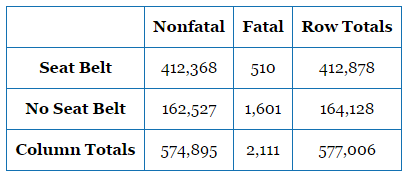 Nonfatal Fatal Row Totals
Seat Belt 412,368 510 412,878
No Seat Belt 162,527 1,601 164,128
Column Totals 574,895 2,111 577,006